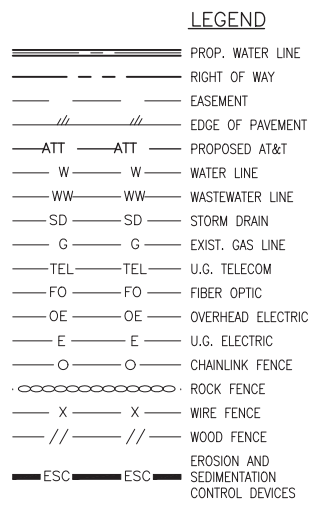 LEGEND
PROP. WATER LINE
RIGHT OF WAY
EASEMENT
EDGE OF PAVEMENT
ATT ATT PROPOSED AT&T
W W WATER LINE
WW WW WASTEWATER LINE
SD SD STORM DRAIN
G G EXIST. GAS LINE
TEL TEL U.G. TELECOM
FO FO FIBER OPTIC
OE OE OVERHEAD ELECTRIC
E E U.G. ELECTRIC
CHAINLINK FENCE
ROCK FENCE
X X WIRE FENCE
// // WOOD FENCE
EROSION AND
ESC ESC SEDIMENTATION
CONTROL DEVICES